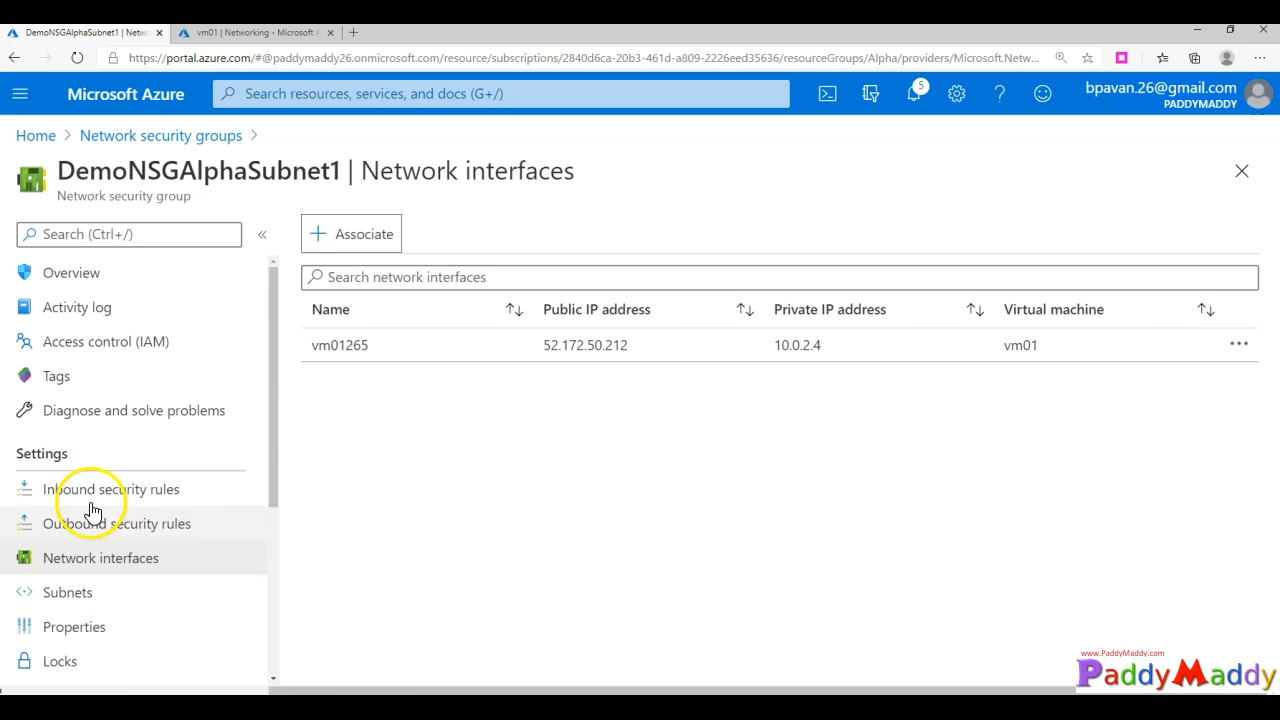 DemoNSGAlphaSubnet1 | Netwo
vm01 | Networking - Microsoft A
https://portal.azure.com/#@paddymaddy26.onmicrosoft.com/resource/subscriptions/2840d6ca-20b3-461d-a809-2226eed35636/resourceGroups/Alpha/providers/Microsoft.Netw...
Microsoft Azure
Search resources, services, and docs (G+/)
5
bpavan.26@gmail.com
PADDYMADDY
Home > Network security groups >
DemoNSGAlphaSubnet1 | Network interfaces
Network security group
Search (Ctrl+/)
«
Overview
Activity log
Access control (IAM)
Tags
Diagnose and solve problems
Settings
Inbound security rules
Outbound security rules
Network interfaces
Subnets
Properties
Locks
+ Associate
Search network interfaces
Name Public IP address Private IP address Virtual machine
vm01265 52.172.50.212 10.0.2.4 vm01 ...
www.PaddyMaddy.com
PaddyMaddy